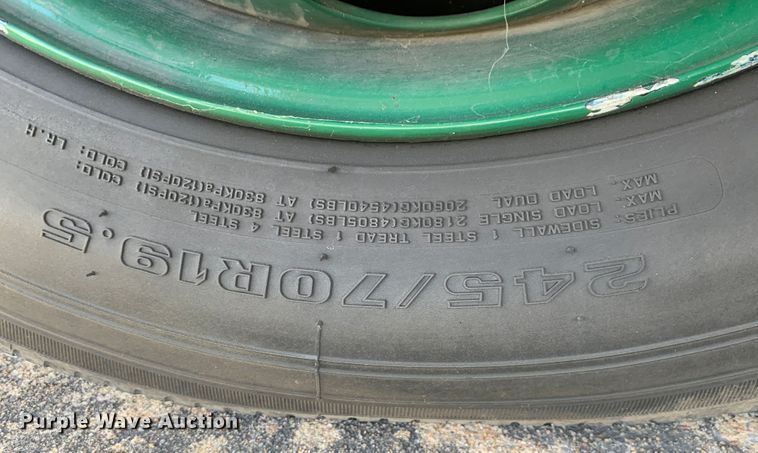 245/70R19.5
PLIES: SIDEWALL 1 STEEL TREAD 1 STEEL 4 STEEL
MAX. LOAD SINGLE 2180KG(4805LBS) AT 830KPa(120PSI) COLD: LR.H
MAX. LOAD DUAL 2060KG(4540LBS) AT 830KPa(120PSI) COLD:
Purple Wave Auction